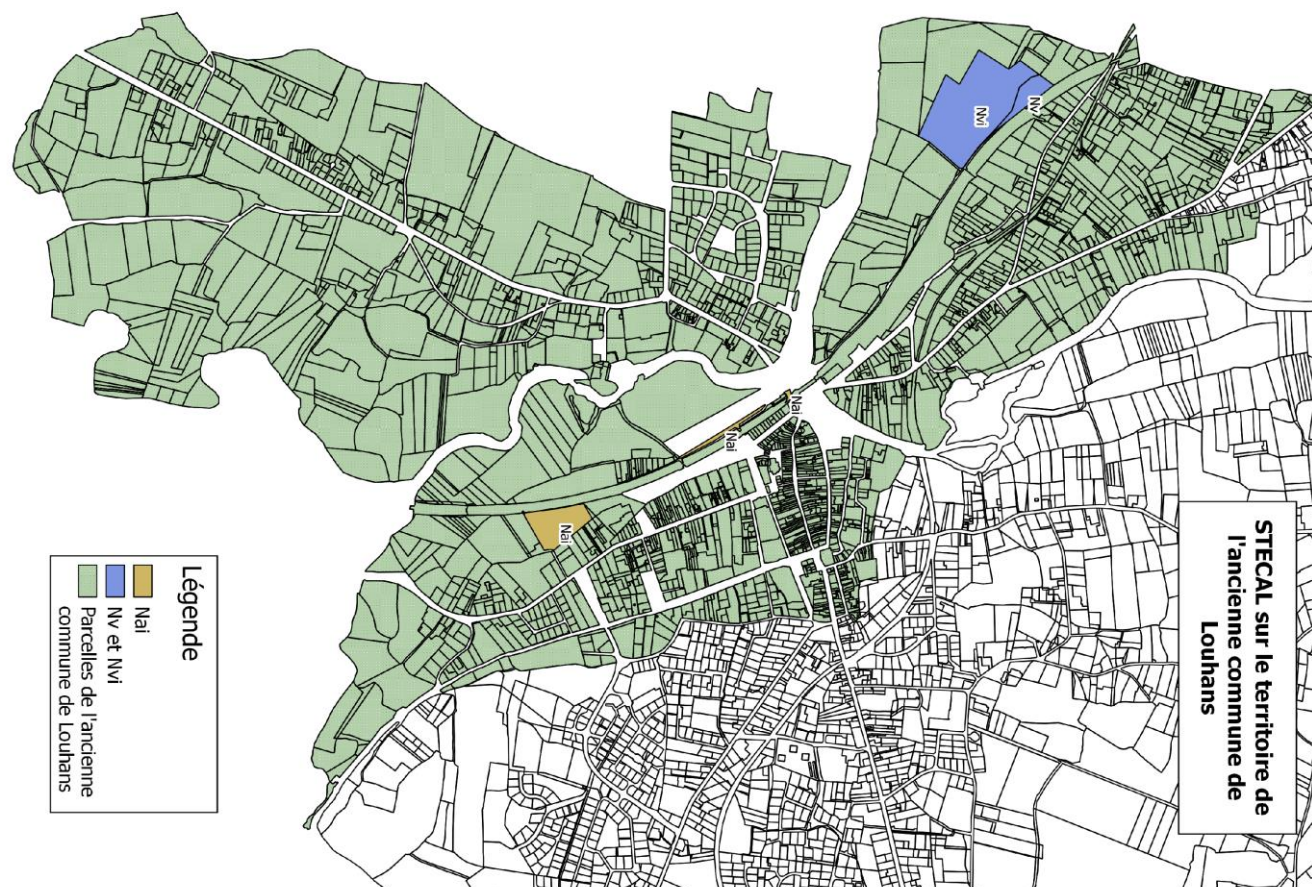 STECAL sur le territoire de
l'ancienne commune de
Louhans
Nv
Nvi
Nai
Nai
Nai
Légende
Nai
Nv et Nvi
Parcelles de l'ancienne
commune de Louhans